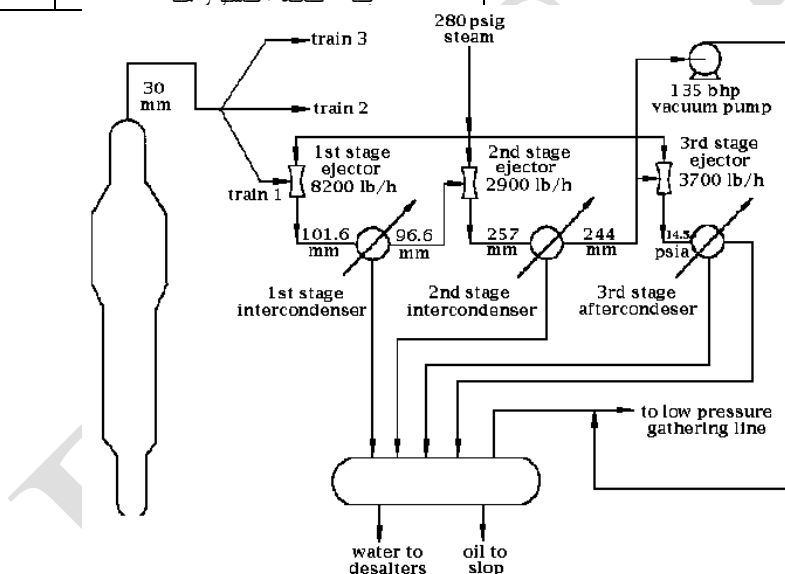 280 psig
steam
train 3
30
mm
train 2
135 bhp
vacuum pump
train 1
1st stage
ejector
8200 lb/h
2nd stage
ejector
2900 lb/h
3rd stage
ejector
3700 lb/h
101.6
mm
96.6
mm
257
mm
244
mm
psia
1st stage
intercondenser
2nd stage
intercondenser
3rd stage
aftercondeser
to low pressure
gathering line
water to
desalters
oil to
slop